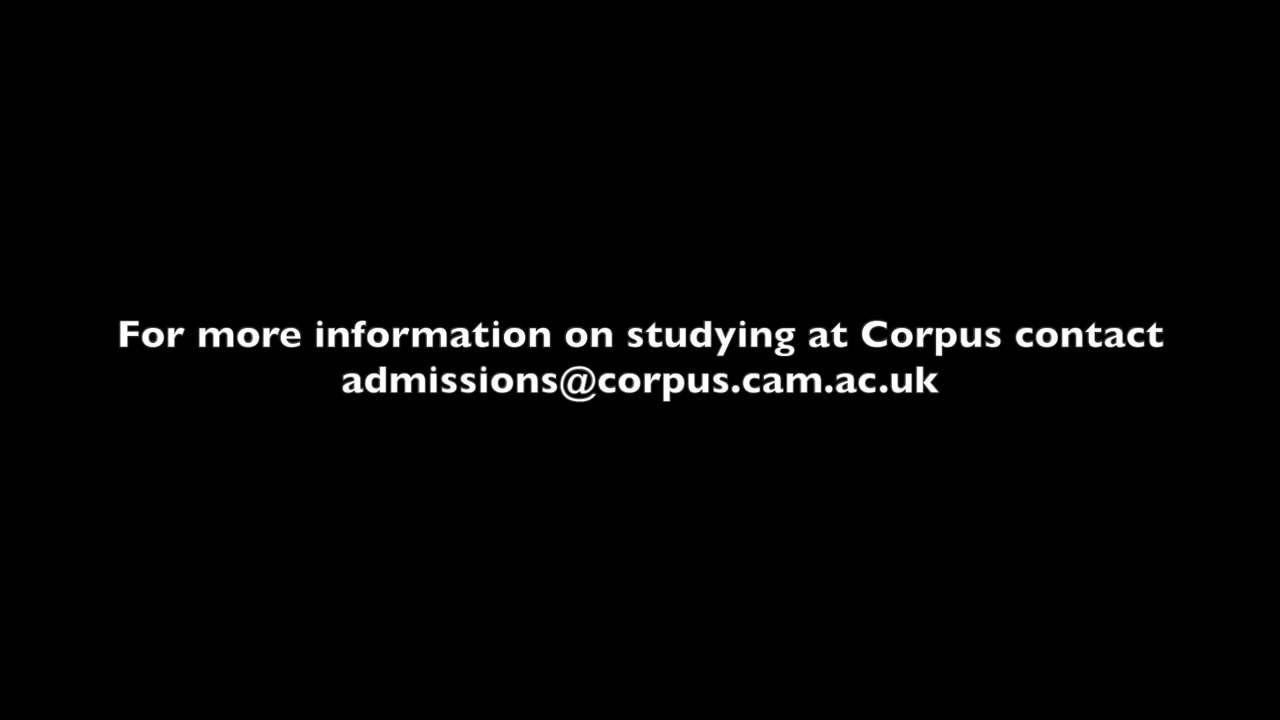 For more information on studying at Corpus contact
admissions@corpus.cam.ac.uk